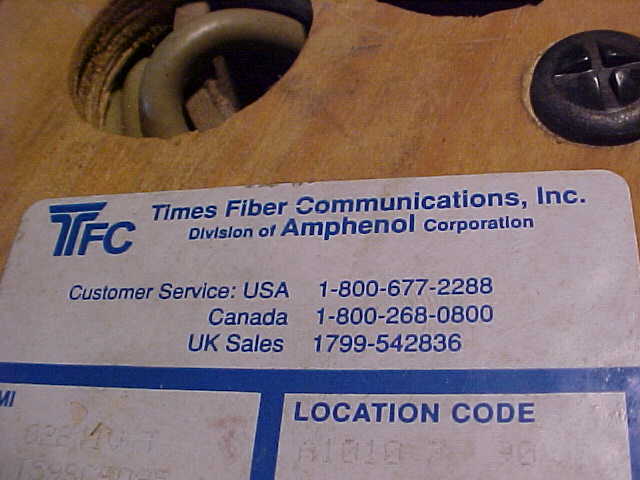 TFC
Times Fiber Communications, Inc.
Division of Amphenol Corporation
Customer Service: USA 1-800-677-2288
Canada 1-800-268-0800
UK Sales 1799-542836
MI
LOCATION CODE